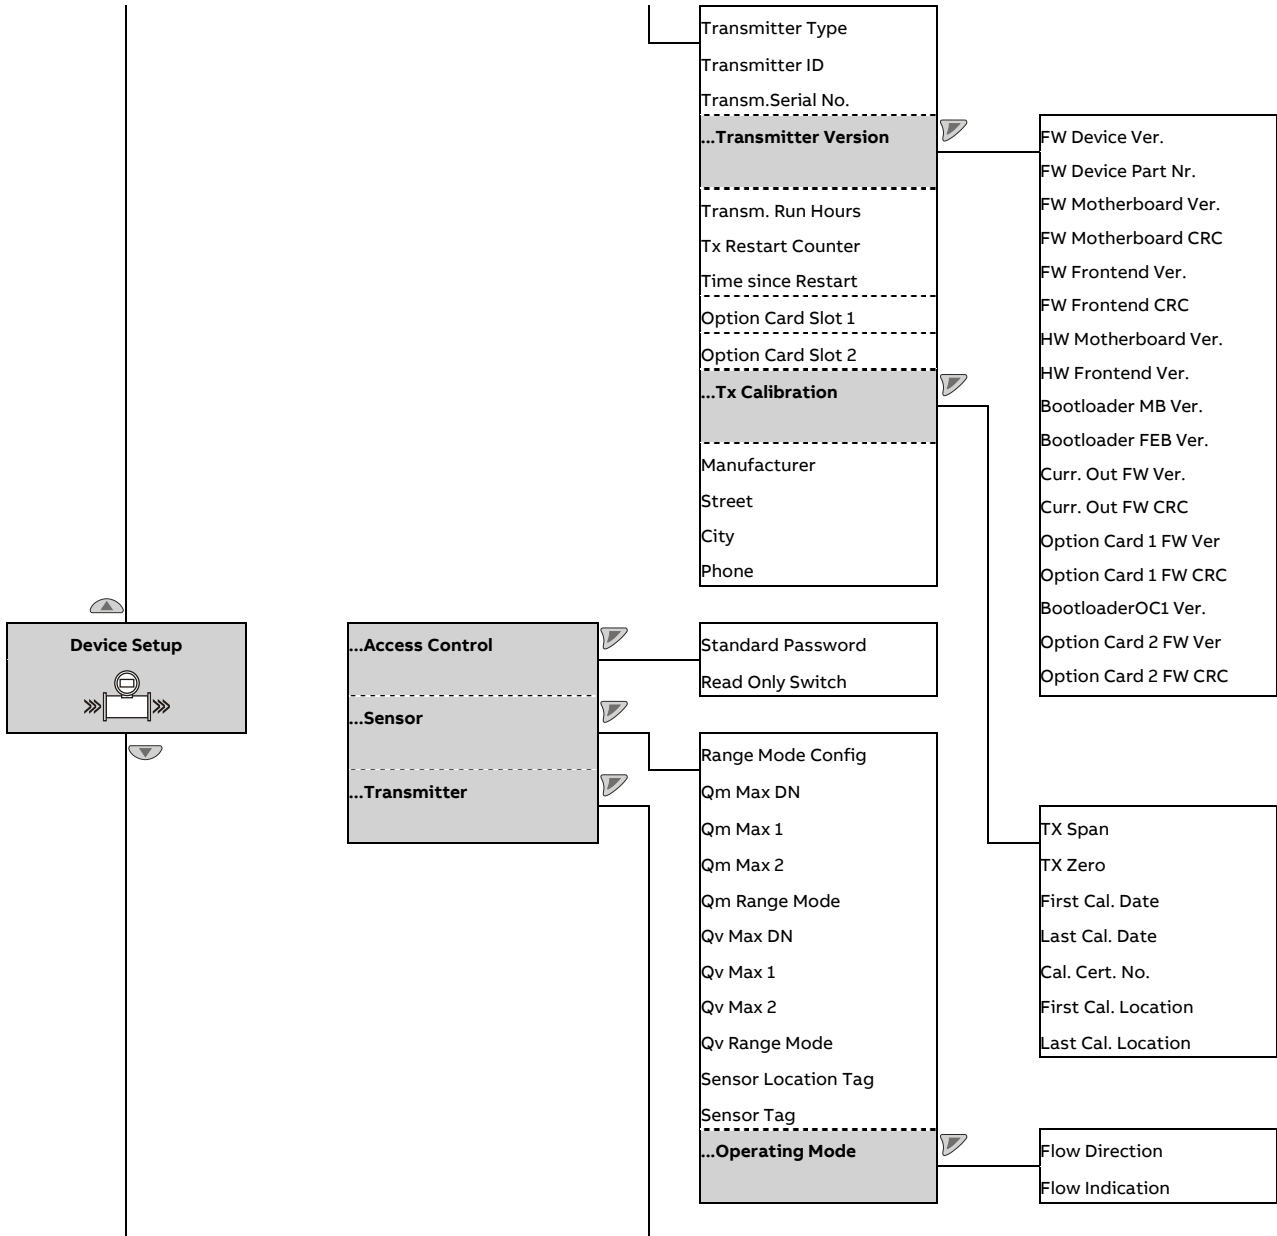 Transmitter Type
Transmitter ID
Transm.Serial No.
...Transmitter Version
Transm. Run Hours
Tx Restart Counter
Time since Restart
Option Card Slot 1
Option Card Slot 2
...Tx Calibration
Manufacturer
Street
City
Phone
FW Device Ver.
FW Device Part Nr.
FW Motherboard Ver.
FW Motherboard CRC
FW Frontend Ver.
FW Frontend CRC
HW Motherboard Ver.
HW Frontend Ver.
Bootloader MB Ver.
Bootloader FEB Ver.
Curr. Out FW Ver.
Curr. Out FW CRC
Option Card 1 FW Ver
Option Card 1 FW CRC
BootloaderOC1 Ver.
Option Card 2 FW Ver
Option Card 2 FW CRC
Device Setup
...Access Control
...Sensor
...Transmitter
Standard Password
Read Only Switch
Range Mode Config
Qm Max DN
Qm Max 1
Qm Max 2
Qm Range Mode
Qv Max DN
Qv Max 1
Qv Max 2
Qv Range Mode
Sensor Location Tag
Sensor Tag
...Operating Mode
TX Span
TX Zero
First Cal. Date
Last Cal. Date
Cal. Cert. No.
First Cal. Location
Last Cal. Location
Flow Direction
Flow Indication